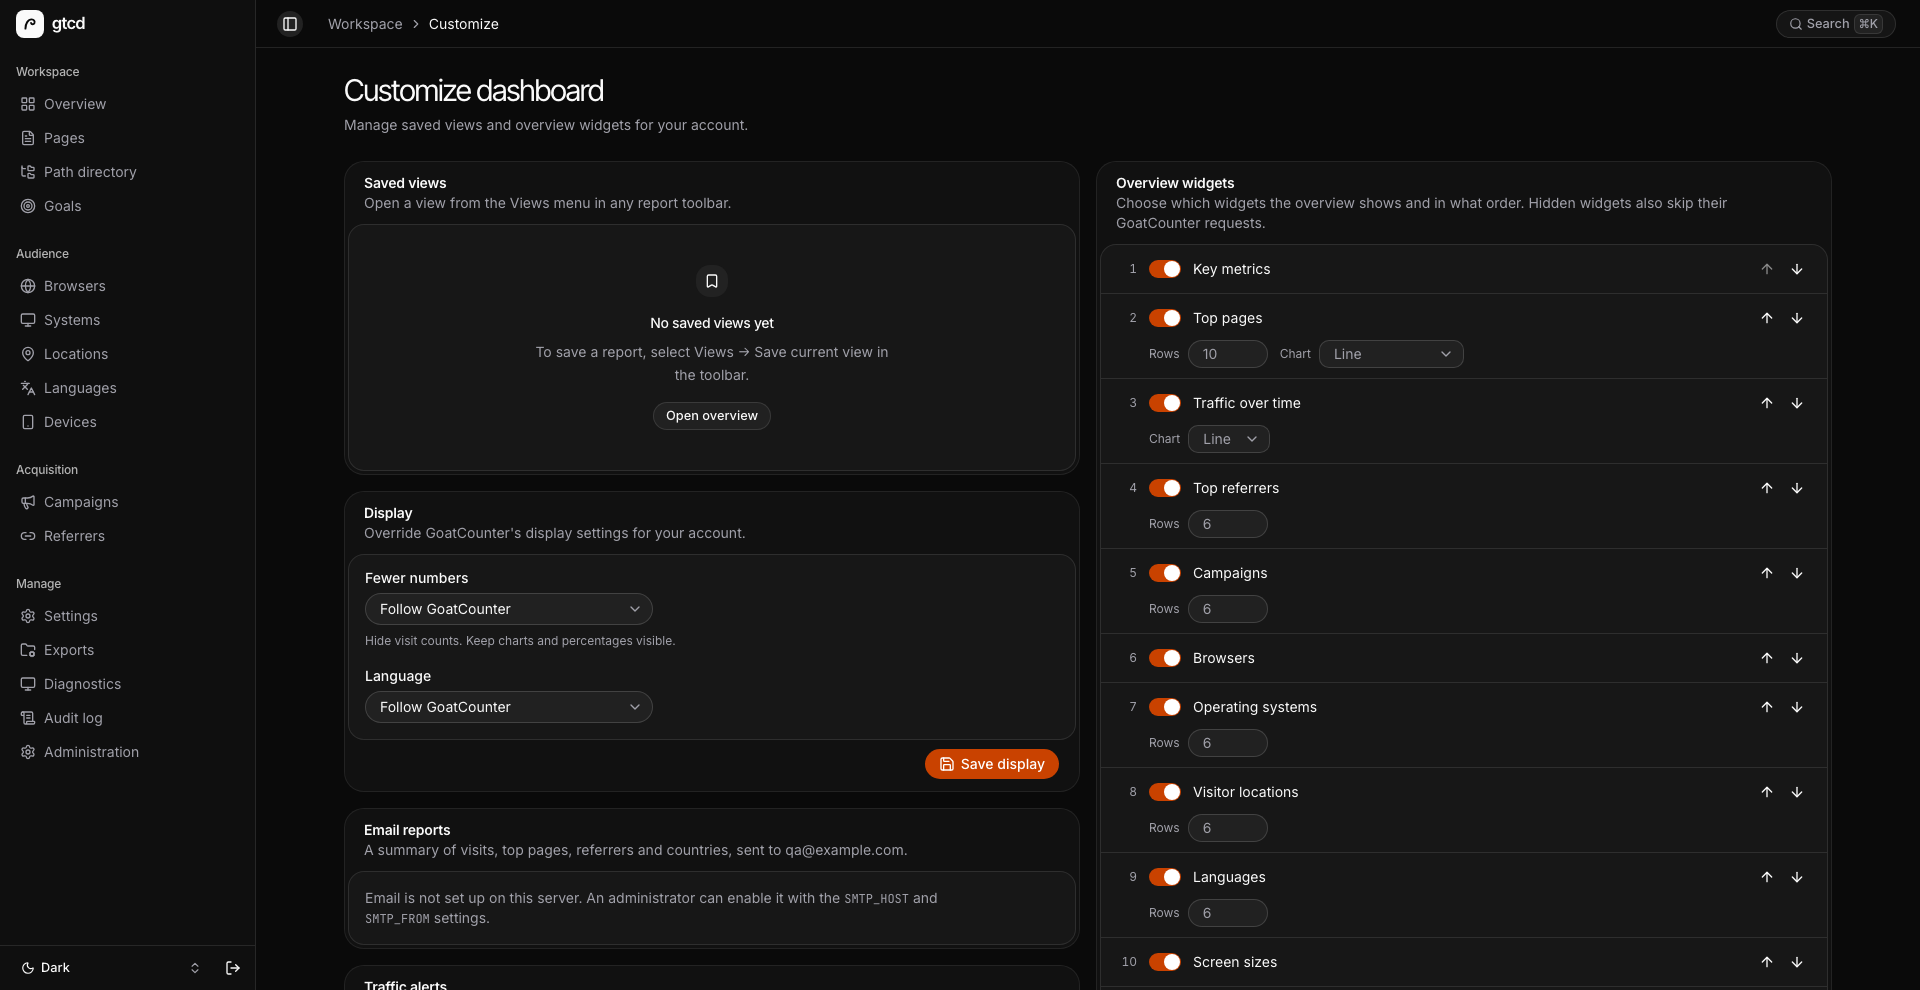 gtcd
Workspace
Overview
Pages
Path directory
Goals
Audience
Browsers
Systems
Locations
Languages
Devices
Acquisition
Campaigns
Referrers
Manage
Settings
Exports
Diagnostics
Audit log
Administration
Dark
Workspace > Customize
Search ⌘K
Customize dashboard
Manage saved views and overview widgets for your account.
Saved views
Open a view from the Views menu in any report toolbar.
No saved views yet
To save a report, select Views → Save current view in
the toolbar.
Open overview
Display
Override GoatCounter's display settings for your account.
Fewer numbers
Follow GoatCounter
Hide visit counts. Keep charts and percentages visible.
Language
Follow GoatCounter
Save display
Email reports
A summary of visits, top pages, referrers and countries, sent to qa@example.com.
Email is not set up on this server. An administrator can enable it with the SMTP_HOST and
SMTP_FROM settings.
Traffic alerts
Overview widgets
Choose which widgets the overview shows and in what order. Hidden widgets also skip their
GoatCounter requests.
1 Key metrics
2 Top pages
Rows 10 Chart Line
3 Traffic over time
Chart Line
4 Top referrers
Rows 6
5 Campaigns
Rows 6
6 Browsers
7 Operating systems
Rows 6
8 Visitor locations
Rows 6
9 Languages
Rows 6
10 Screen sizes